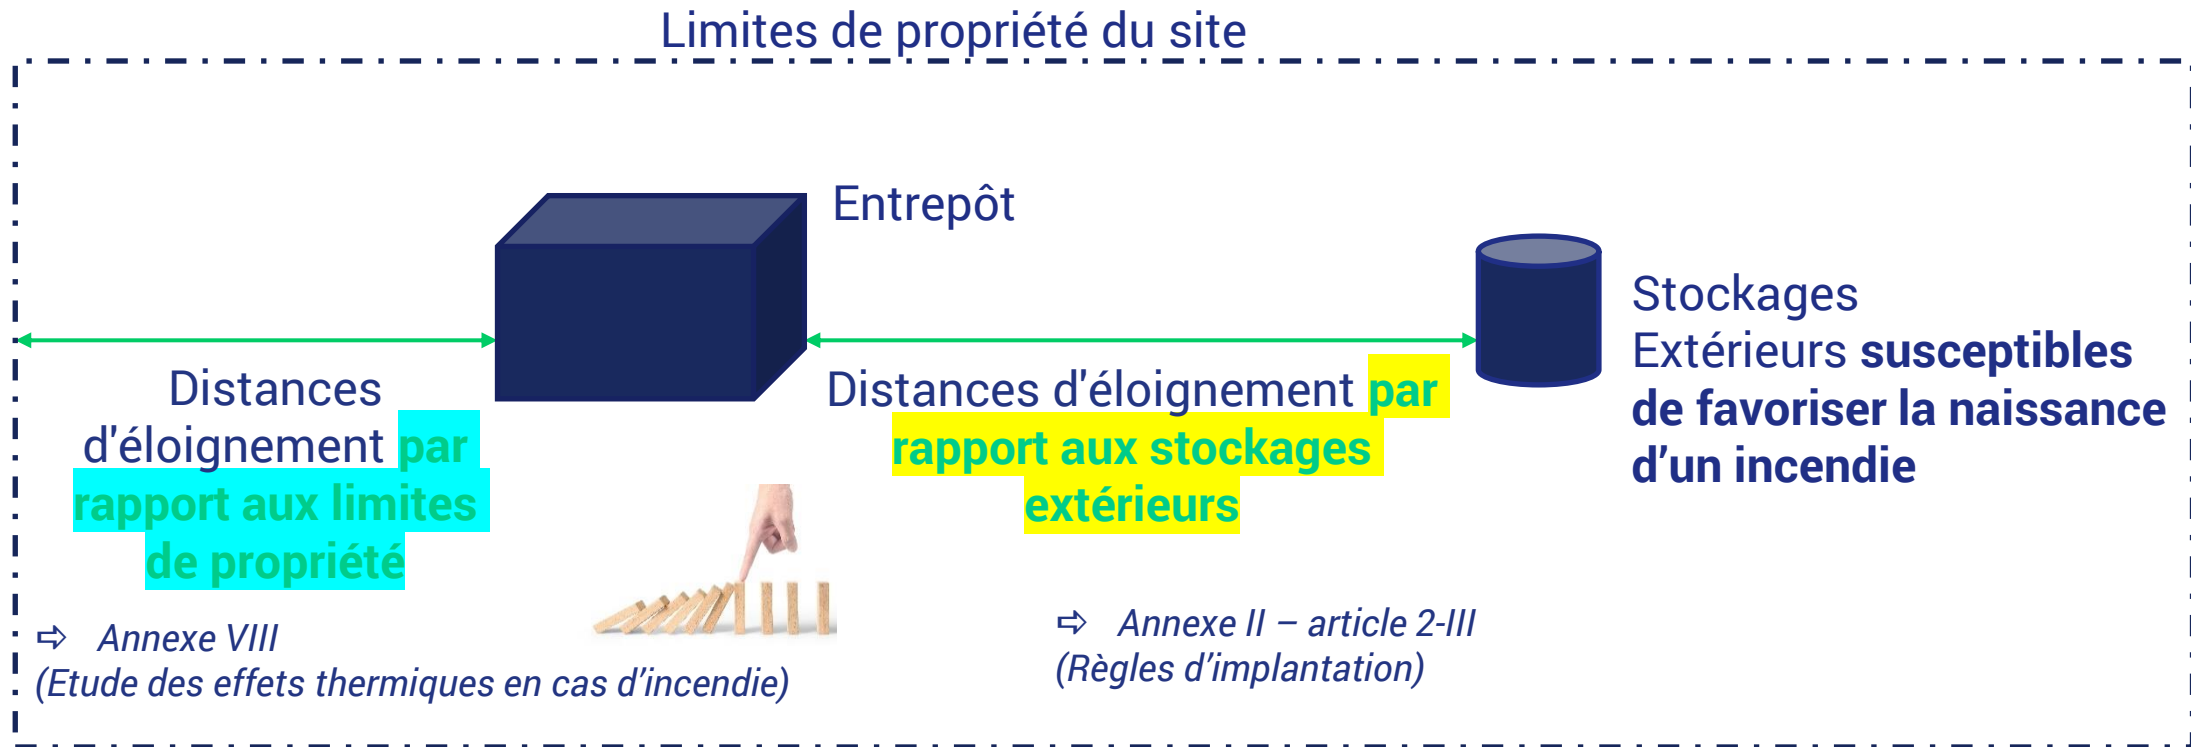 Limites de propriété du site
Entrepôt
Stockages
Extérieurs susceptibles
de favoriser la naissance
d’un incendie
Distances
d'éloignement par
rapport aux limites
de propriété
Distances d'éloignement par
rapport aux stockages
extérieurs
⇨ Annexe VIII
(Etude des effets thermiques en cas d’incendie)
⇨ Annexe II – article 2-III
(Règles d’implantation)